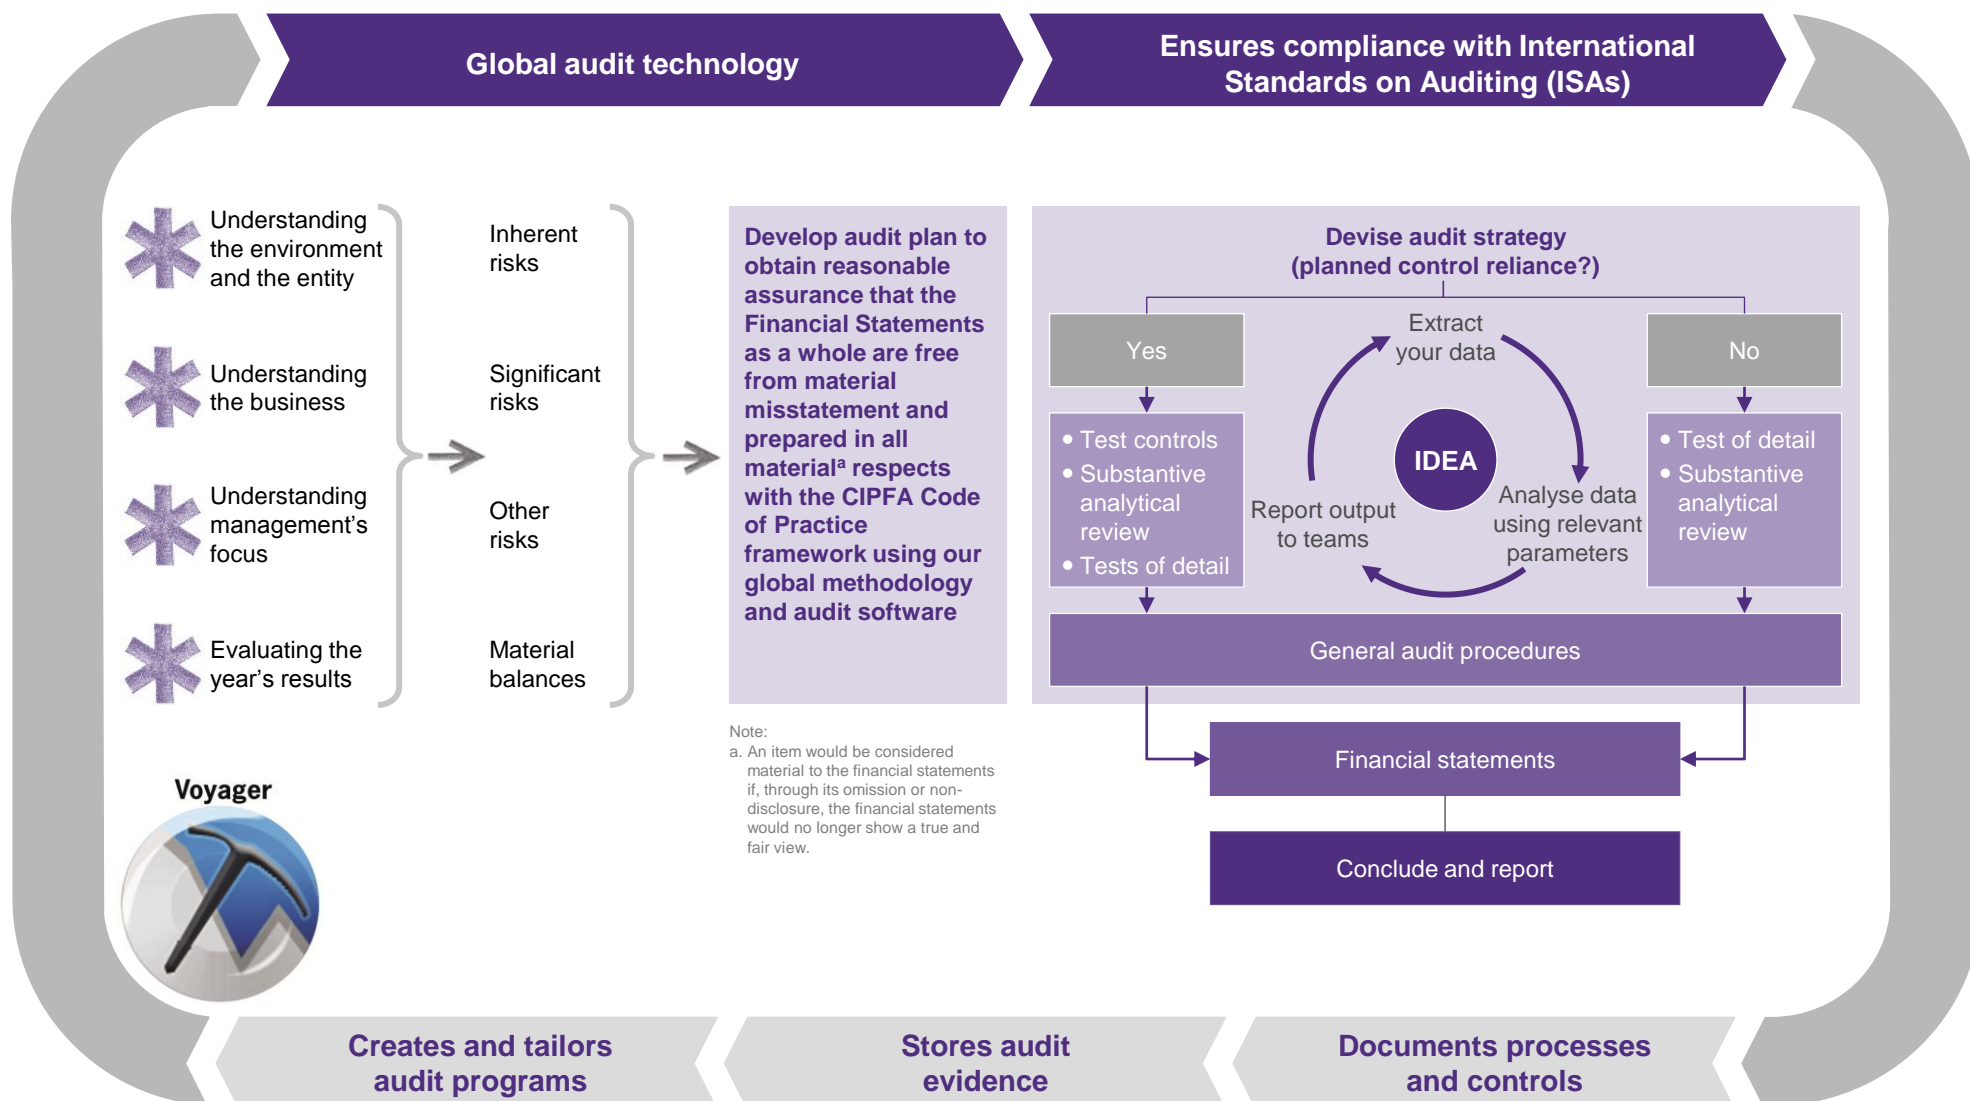 Global audit technology
Ensures compliance with International
Standards on Auditing (ISAs)
Understanding
the environment
and the entity
Understanding
the business
Understanding
management’s
focus
Evaluating the
year’s results
Inherent
risks
Significant
risks
Other
risks
Material
balances
Develop audit plan to
obtain reasonable
assurance that the
Financial Statements
as a whole are free
from material
misstatement and
prepared in all
materialᵃ respects
with the CIPFA Code
of Practice
framework using our
global methodology
and audit software
Note:
a. An item would be considered
material to the financial statements
if, through its omission or non-
disclosure, the financial statements
would no longer show a true and
fair view.
Devise audit strategy
(planned control reliance?)
Yes
• Test controls
• Substantive
analytical
review
• Tests of detail
Extract
your data
IDEA
Analyse data
using relevant
parameters
Report output
to teams
No
• Test of detail
• Substantive
analytical
review
General audit procedures
Financial statements
Conclude and report
Voyager
Creates and tailors
audit programs
Stores audit
evidence
Documents processes
and controls